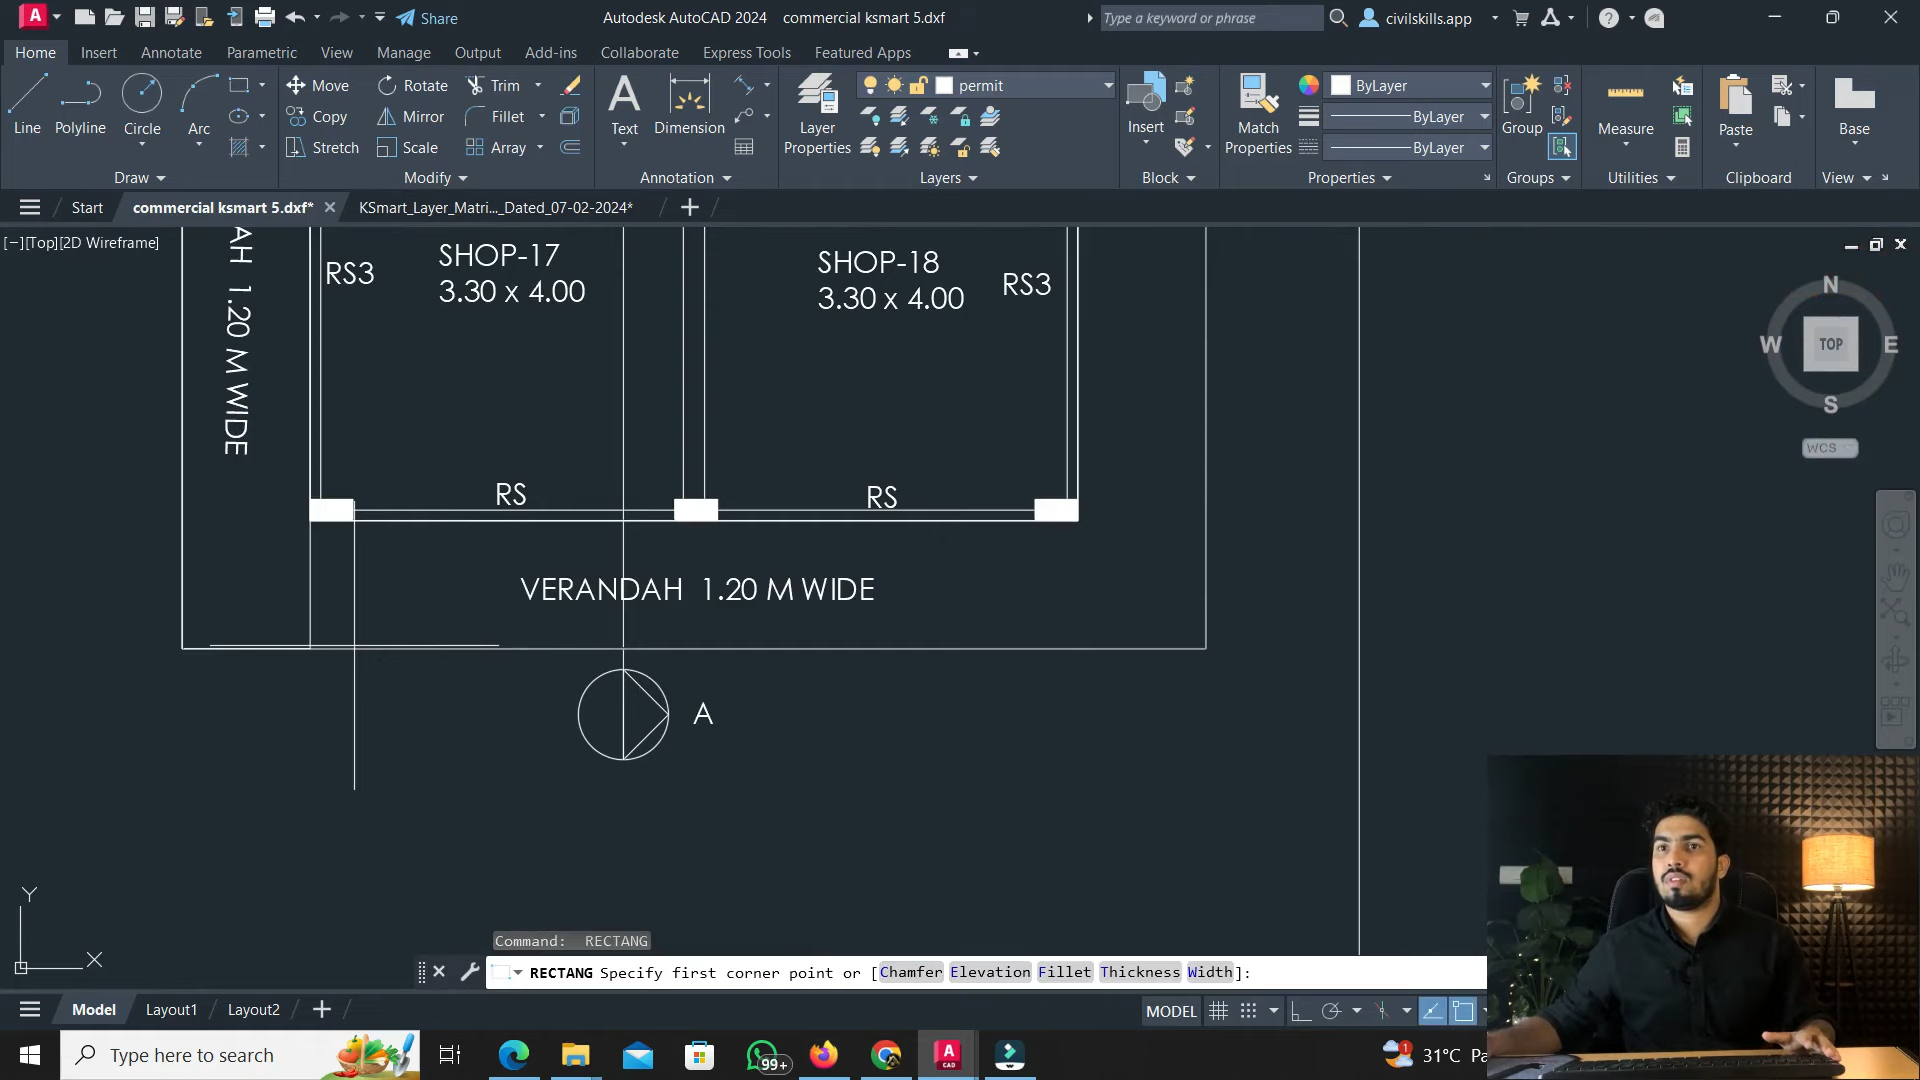 Share
Autodesk AutoCAD 2024 commercial ksmart 5.dxf
Type a keyword or phrase
civilskills.app
Home Insert Annotate Parametric View Manage Output Add-ins Collaborate Express Tools Featured Apps
Line Polyline Circle Arc
Move Rotate Trim
Copy Mirror Fillet
Stretch Scale Array
Text Dimension
Layer Properties
permit
Insert
Match Properties
ByLayer
ByLayer
ByLayer
Group
Measure
Paste
Base
Draw Modify Annotation Layers Block Properties Groups Utilities Clipboard View
Start commercial ksmart 5.dxf* KSmart_Layer_Matri..._Dated_07-02-2024*
[−][Top][2D Wireframe]
AH 1.20 M WIDE
RS3
SHOP-17
3.30 x 4.00
SHOP-18
3.30 x 4.00
RS3
RS
RS
VERANDAH 1.20 M WIDE
A
N
W TOP E
S
WCS
Y
X
Command: RECTANG
RECTANG Specify first corner point or [Chamfer Elevation Fillet Thickness Width]:
Model Layout1 Layout2
MODEL
Type here to search
99+
A CAD
1
31°C